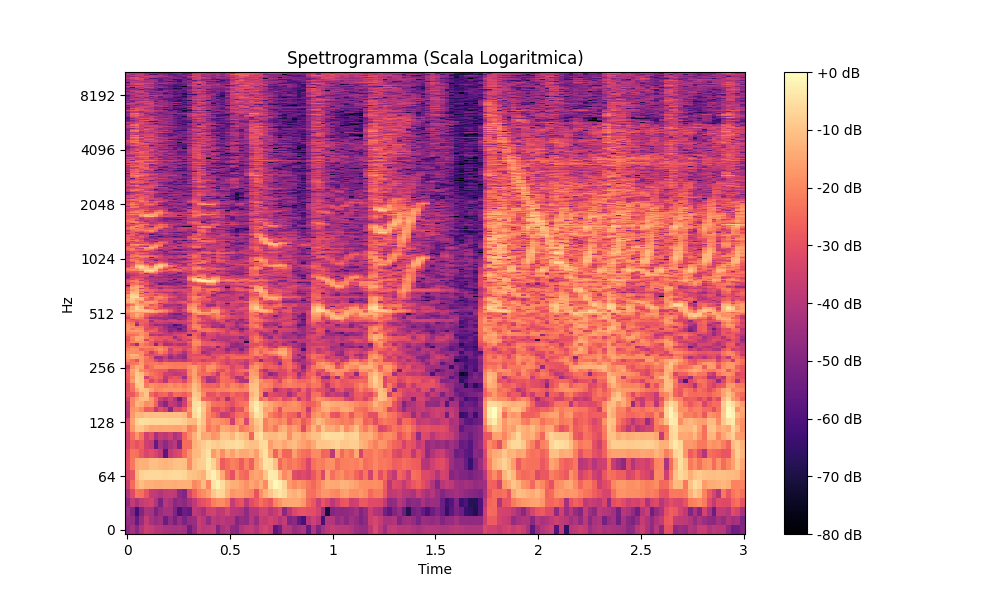 Spettrogramma (Scala Logaritmica)
Hz
8192
4096
2048
1024
512
256
128
64
0
0
0.5
1
1.5
2
2.5
3
Time
+0 dB
-10 dB
-20 dB
-30 dB
-40 dB
-50 dB
-60 dB
-70 dB
-80 dB